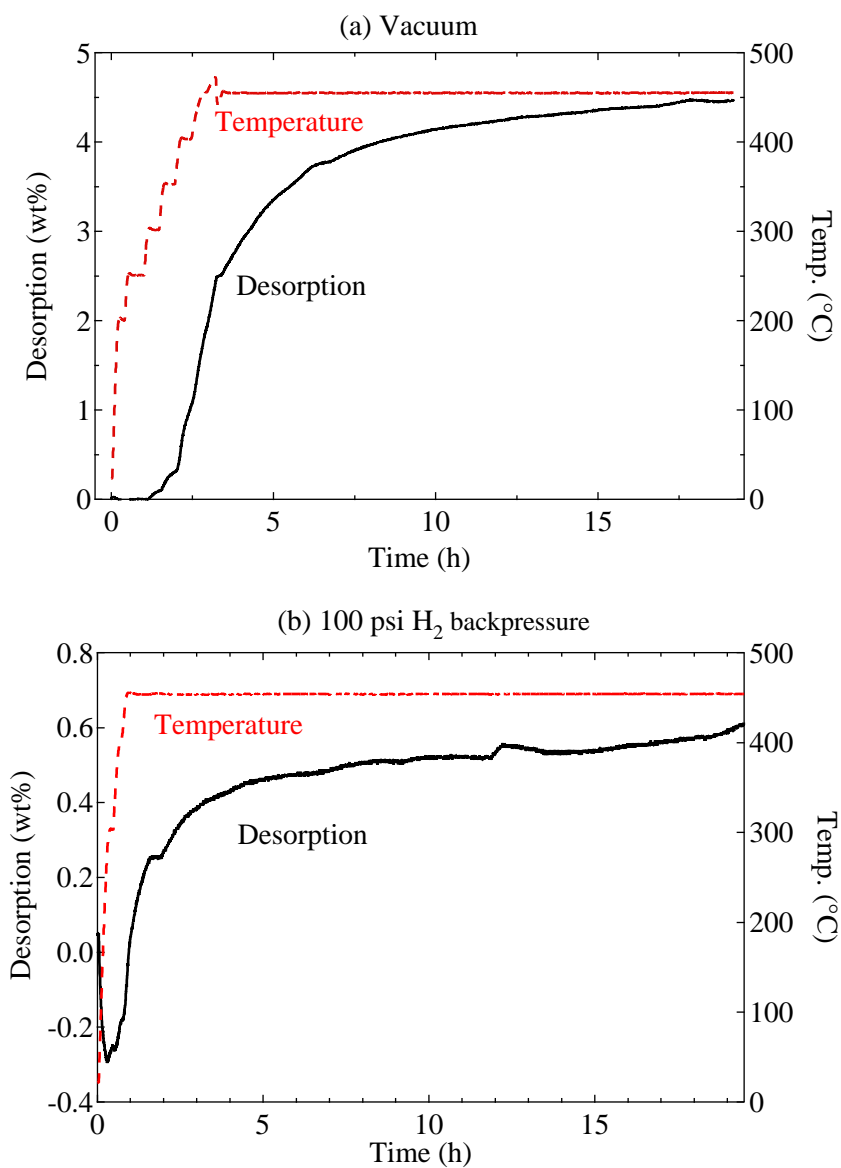 (a) Vacuum
5
4
3
2
1
0
Desorption (wt%)
500
400
300
200
100
0
Temp. (°C)
Temperature
Desorption
0
5
10
15
Time (h)
(b) 100 psi H₂ backpressure
0.8
0.6
0.4
0.2
0.0
-0.2
-0.4
Desorption (wt%)
500
400
300
200
100
0
Temp. (°C)
Temperature
Desorption
0
5
10
15
Time (h)